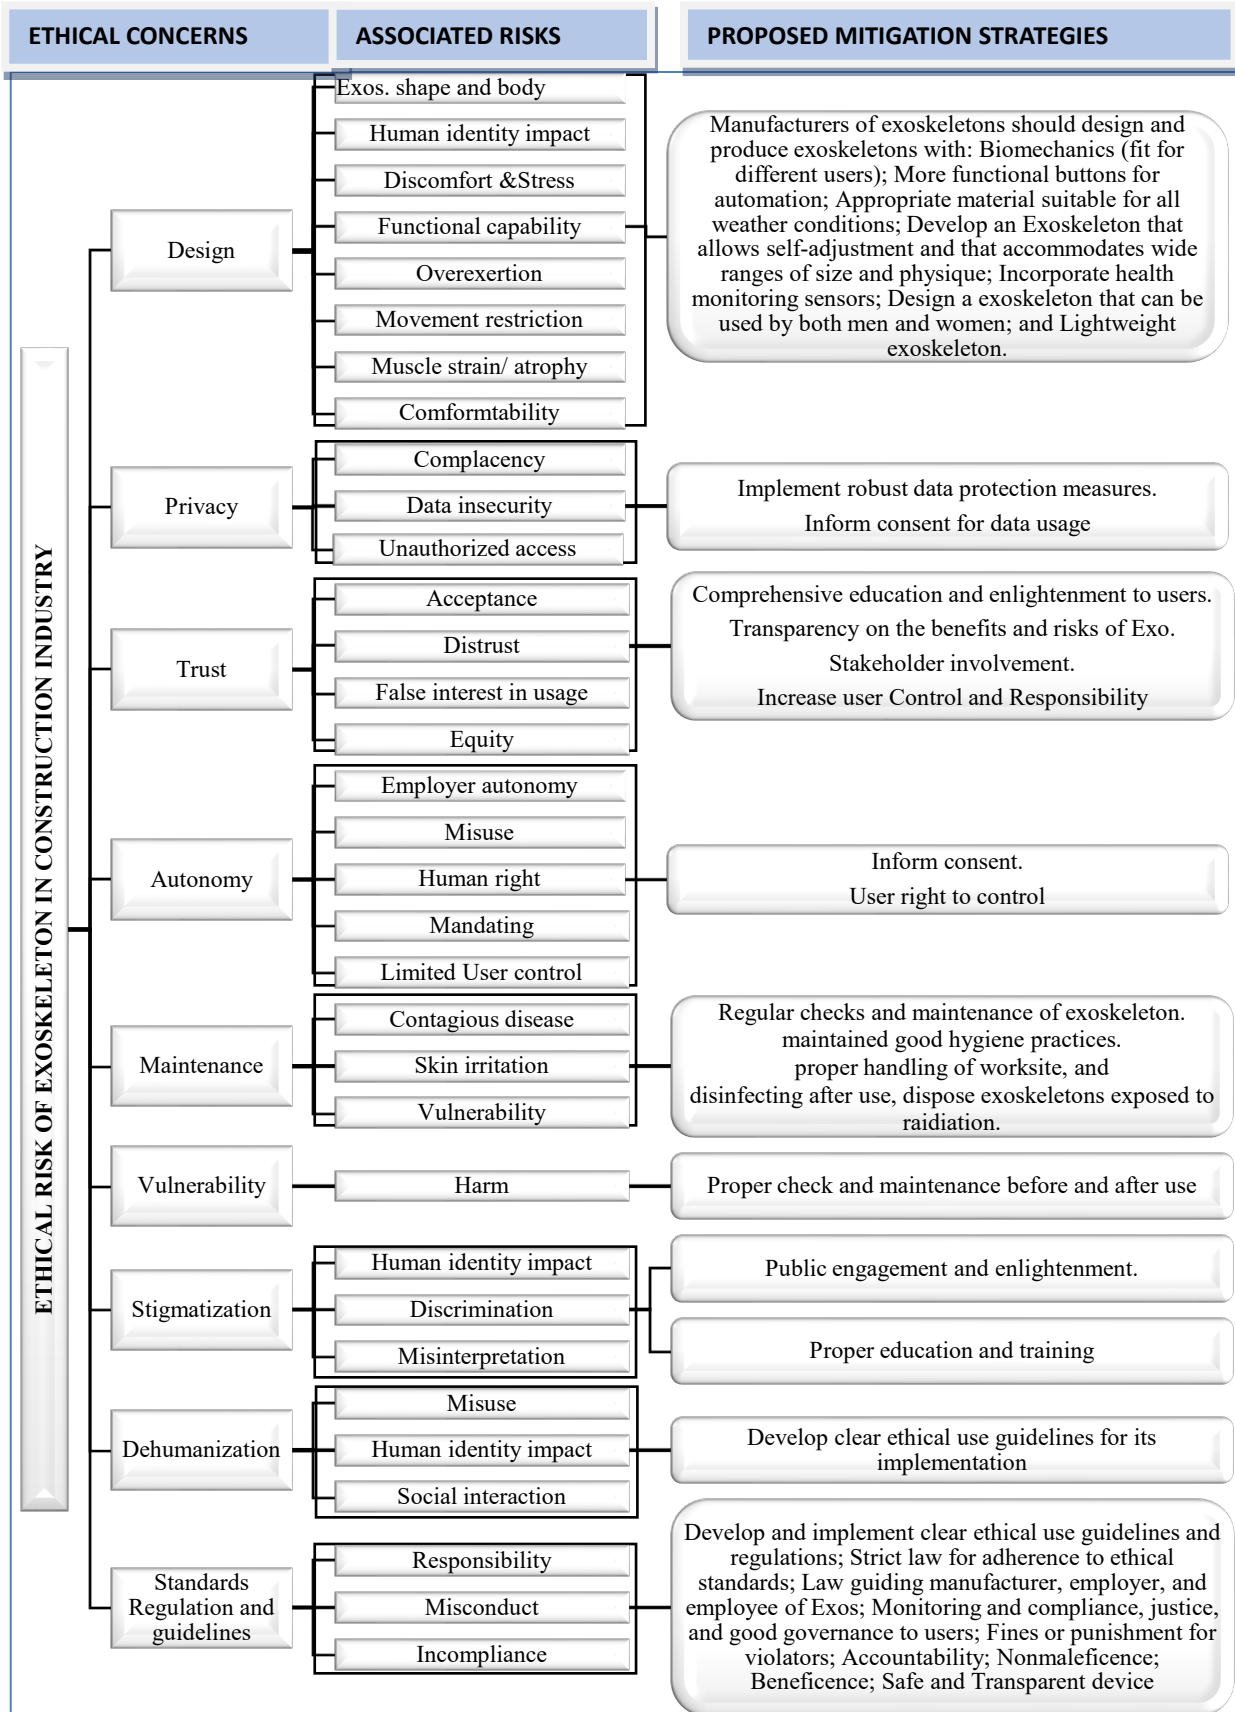 ETHICAL CONCERNS
ASSOCIATED RISKS
PROPOSED MITIGATION STRATEGIES
ETHICAL RISK OF EXOSKELETON IN CONSTRUCTION INDUSTRY
Design
Exos. shape and body
Human identity impact
Discomfort &Stress
Functional capability
Overexertion
Movement restriction
Muscle strain/ atrophy
Comformtability
Manufacturers of exoskeletons should design and
produce exoskeletons with: Biomechanics (fit for
different users); More functional buttons for
automation; Appropriate material suitable for all
weather conditions; Develop an Exoskeleton that
allows self-adjustment and that accommodates wide
ranges of size and physique; Incorporate health
monitoring sensors; Design a exoskeleton that can be
used by both men and women; and Lightweight
exoskeleton.
Privacy
Complacency
Data insecurity
Unauthorized access
Implement robust data protection measures.
Inform consent for data usage
Trust
Acceptance
Distrust
False interest in usage
Equity
Comprehensive education and enlightenment to users.
Transparency on the benefits and risks of Exo.
Stakeholder involvement.
Increase user Control and Responsibility
Autonomy
Employer autonomy
Misuse
Human right
Mandating
Limited User control
Inform consent.
User right to control
Maintenance
Contagious disease
Skin irritation
Vulnerability
Regular checks and maintenance of exoskeleton.
maintained good hygiene practices.
proper handling of worksite, and
disinfecting after use, dispose exoskeletons exposed to
raidiation.
Vulnerability
Harm
Proper check and maintenance before and after use
Stigmatization
Human identity impact
Discrimination
Misinterpretation
Public engagement and enlightenment.
Proper education and training
Dehumanization
Misuse
Human identity impact
Social interaction
Develop clear ethical use guidelines for its
implementation
Standards
Regulation and
guidelines
Responsibility
Misconduct
Incompliance
Develop and implement clear ethical use guidelines and
regulations; Strict law for adherence to ethical
standards; Law guiding manufacturer, employer, and
employee of Exos; Monitoring and compliance, justice,
and good governance to users; Fines or punishment for
violators; Accountability; Nonmaleficence;
Beneficence; Safe and Transparent device